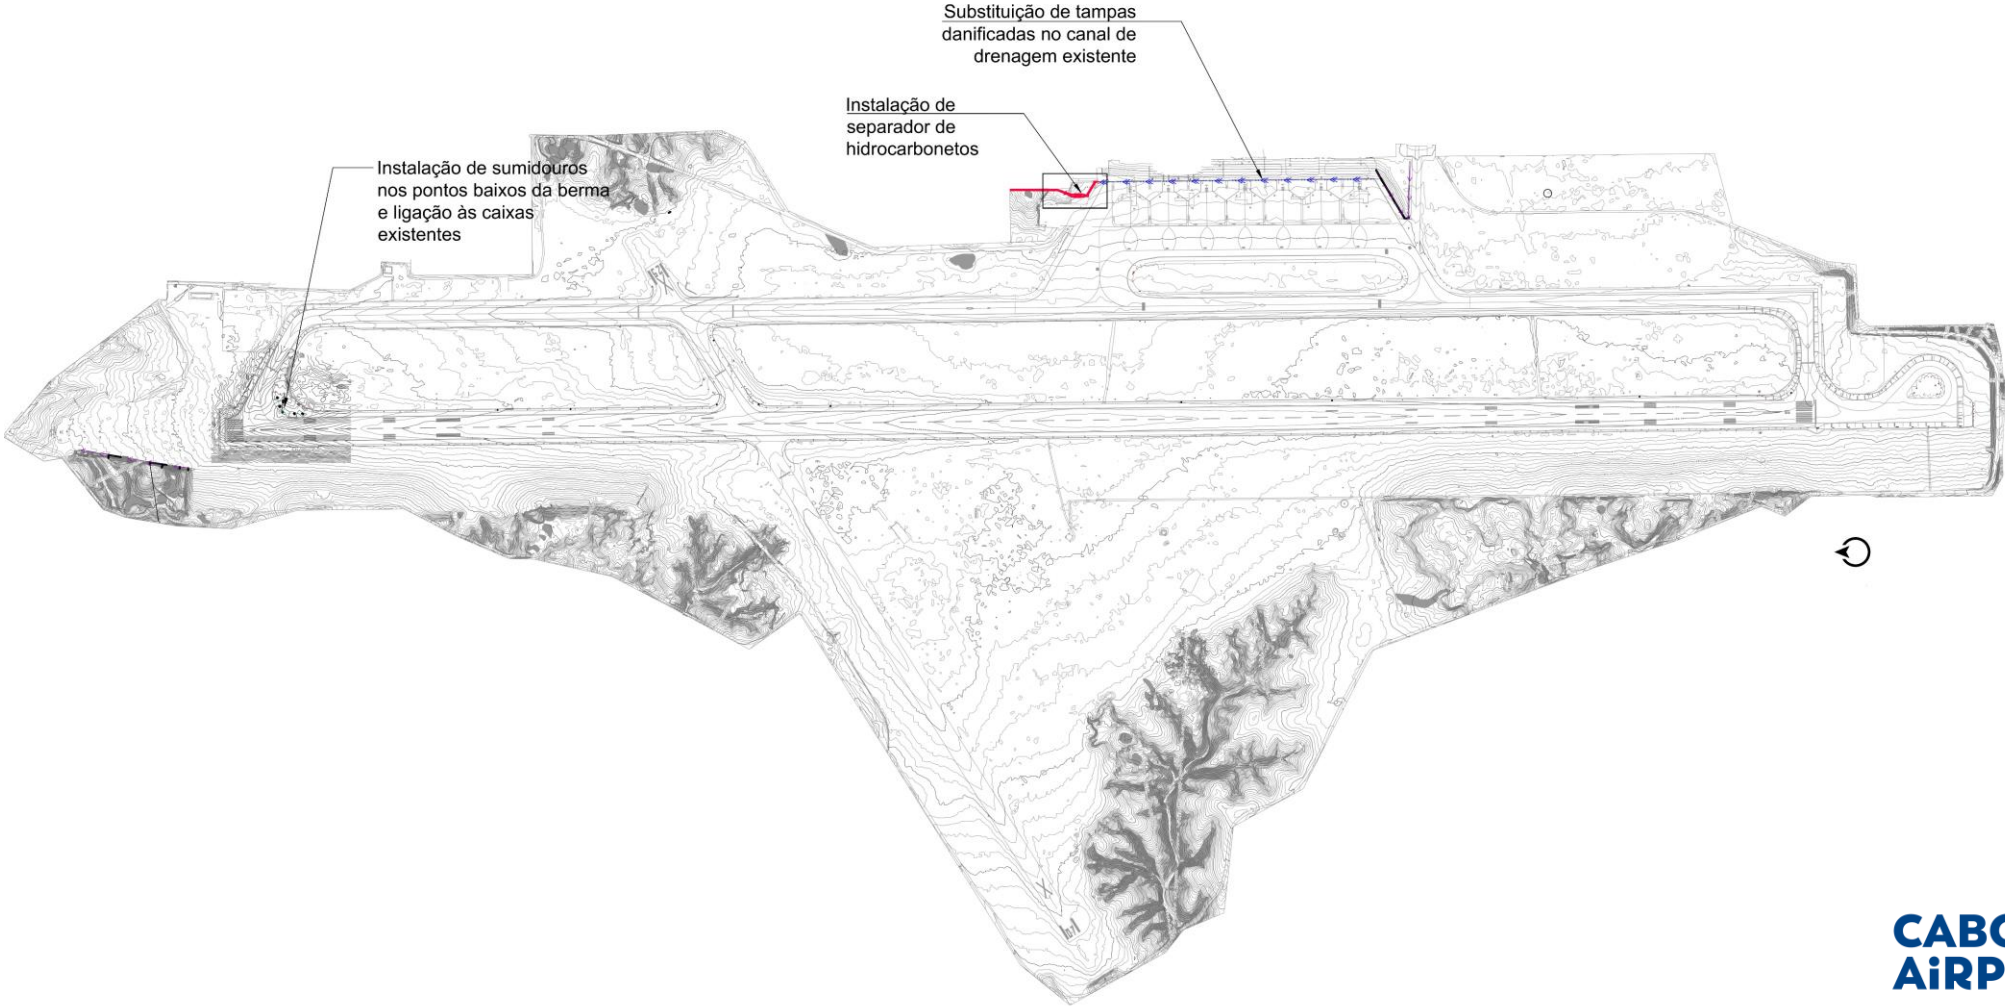 Substituição de tampas
danificadas no canal de
drenagem existente
Instalação de
separador de
hidrocarbonetos
Instalação de sumidouros
nos pontos baixos da berma
e ligação às caixas
existentes
CABO
AiRP